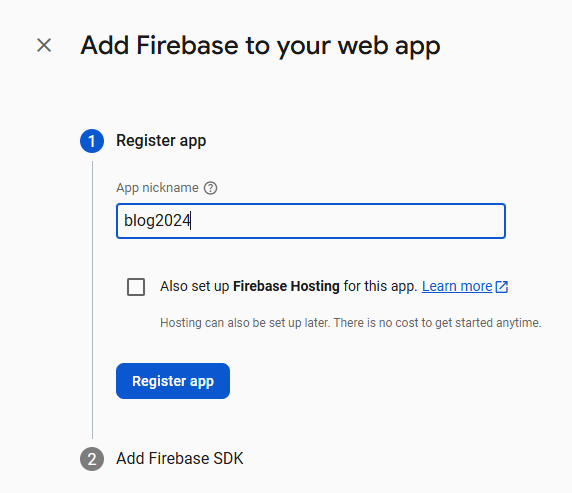 Add Firebase to your web app
1
Register app
App nickname
blog2024
Also set up Firebase Hosting for this app. Learn more
Hosting can also be set up later. There is no cost to get started anytime.
Register app
2
Add Firebase SDK